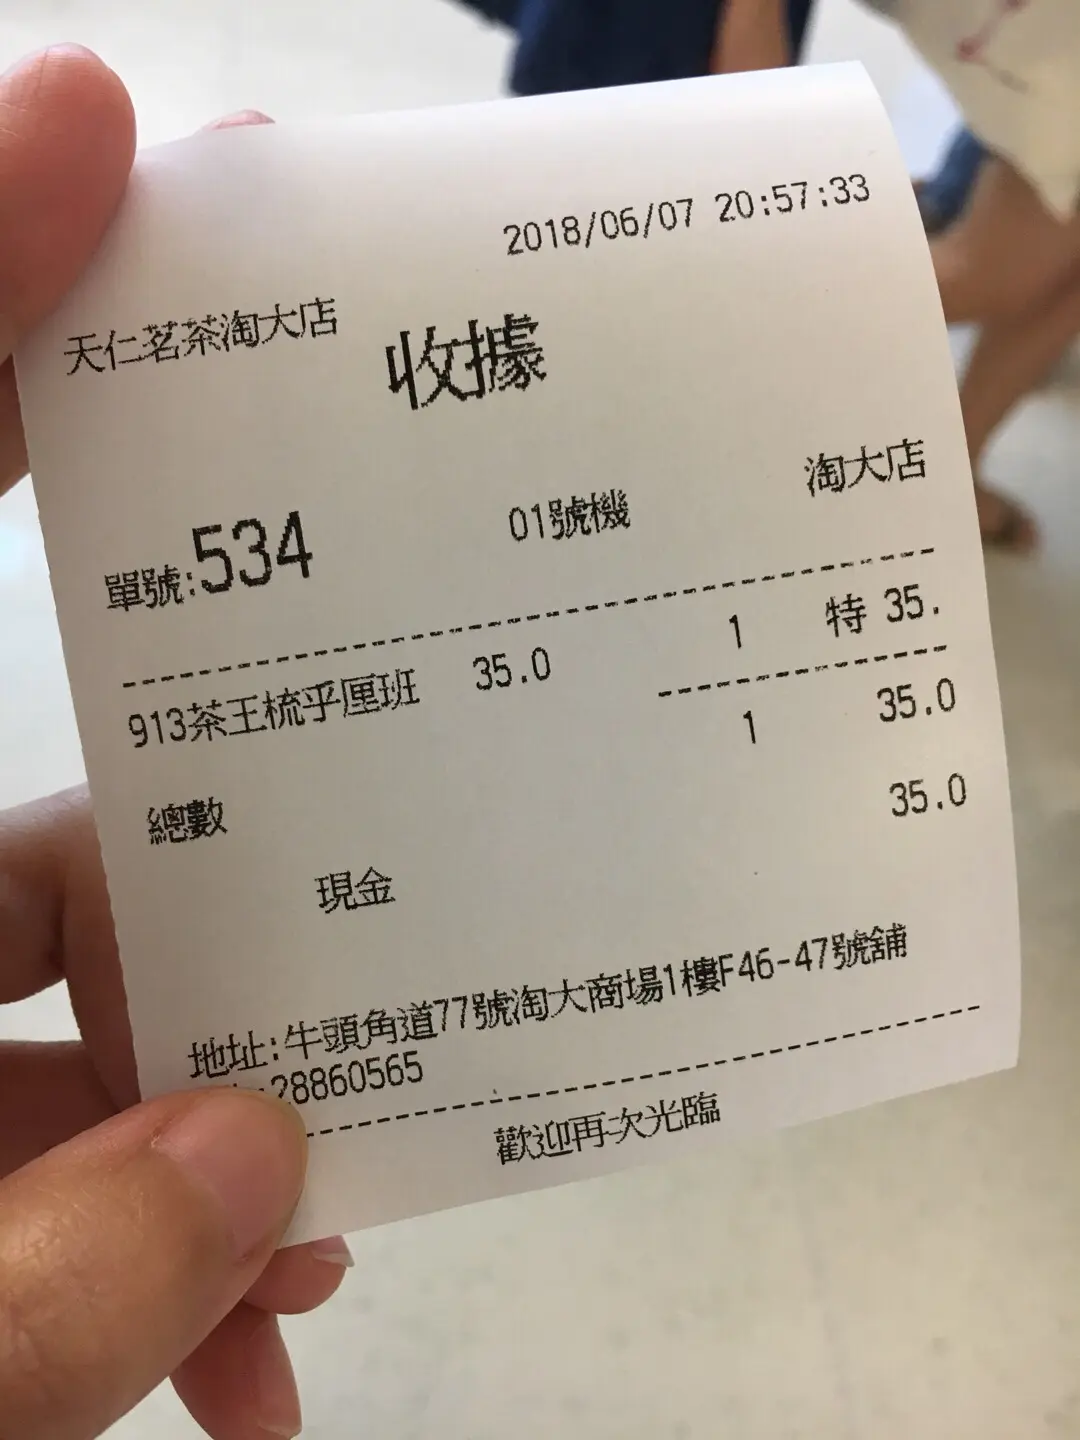 2018/06/07 20:57:33
天仁茗茶淘大店
收據
單號:534 01號機 淘大店
913茶王梳乎厘班 35.0 1 特 35.
總數 1 35.0
現金 35.0
地址:牛頭角道77號淘大商場1樓F46-47號舖
:28860565
歡迎再次光臨